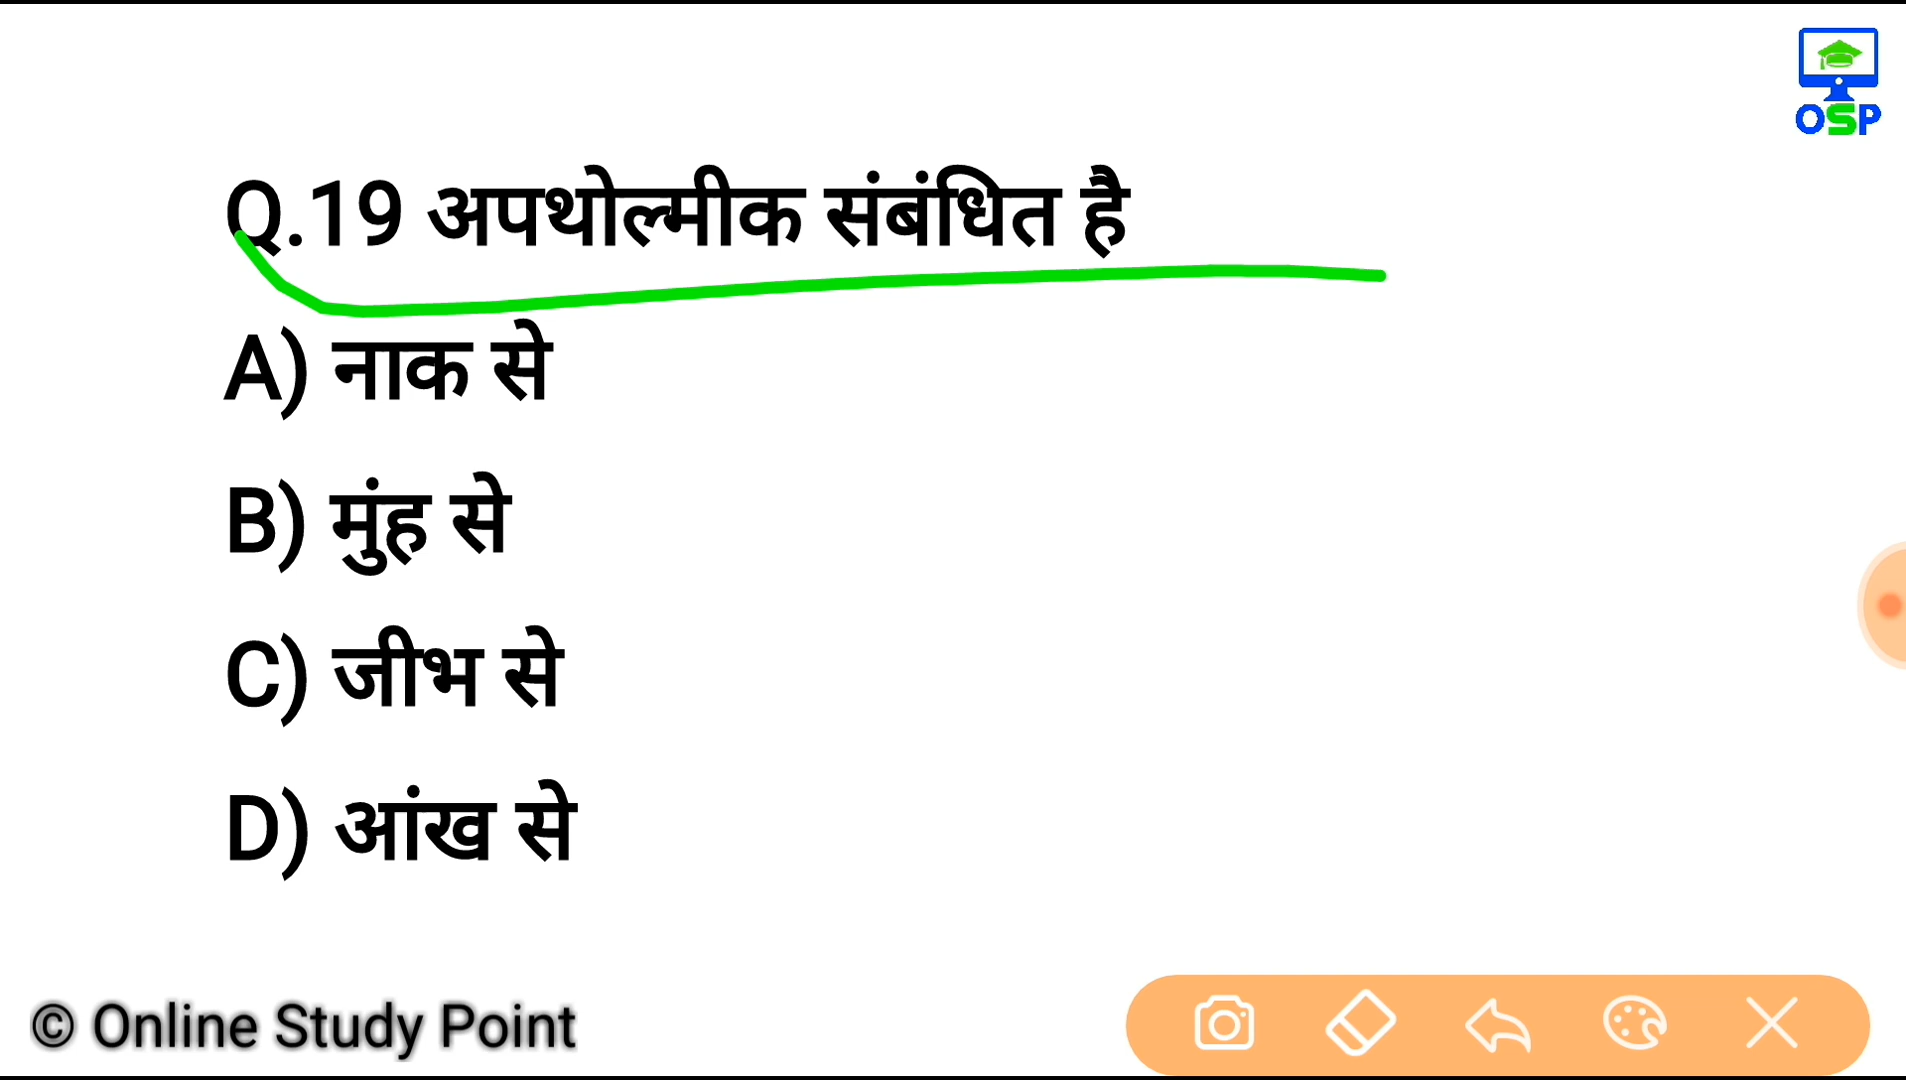 OSP
Q.19 अपथोल्मीक संबंधित है
A) नाक से
B) मुंह से
C) जीभ से
D) आंख से
© Online Study Point